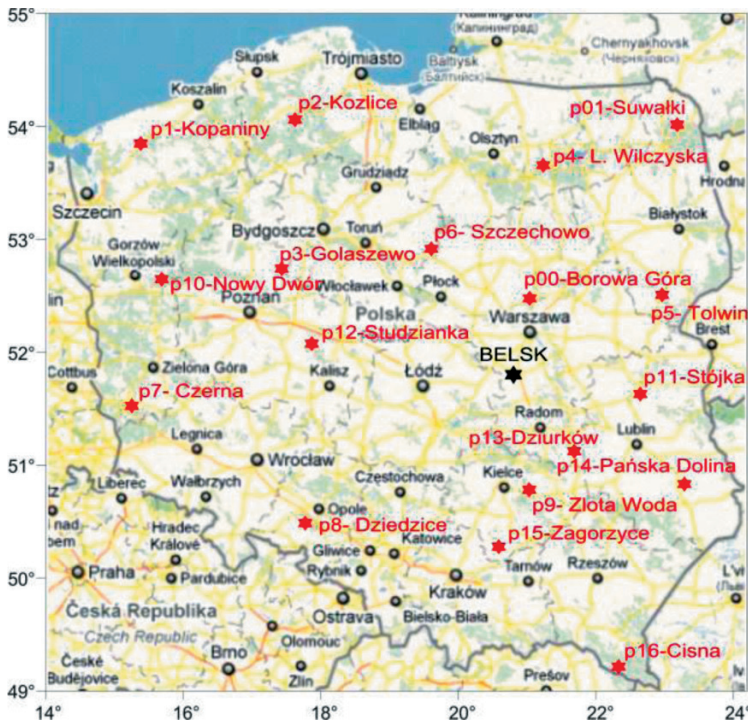 55°
Kaliningrad
(Калининград)
Chernyakhovsk
(Черняховск)
Słupsk
Trójmiasto
Baltiysk
(Балтийск)
Koszalin
p2-Kozlice
p01-Suwałki
54°
p1-Kopaniny
Elbląg
Olsztyn
p4- L. Wilczyska
Grudziadz
Hrodna
Szczecin
Białystok
Bydgoszcz
Toruń
p6- Szczechowo
53°
Gorzów
Wielkopolski
p3-Golaszewo
p10-Nowy Dwór
Włocławek
Płock
p00-Borowa Góra
lin
Poznań
Polska
Warszawa
p5- Tolwin
p12-Studzianka
Brest
52°
BELSK
Cottbus
Zielona Góra
Kalisz
Łódź
p11-Stójka
p7- Czerna
Radom
Legnica
p13-Dziurków
Lublin
51°
Wrocław
p14-Pańska Dolina
Liberec
Wałbrzych
Częstochowa
Kielce
p9- Zlota Woda
Opole
p8- Dziedzice
nad
bem
Hradec
Králové
Gliwice
Katowice
p15-Zagorzyce
50°
Praha
Pardubice
Rybnik
Kraków
Tarnów
Rzeszów
L'vi
Česká Republika
Czech Republic
Ostrava
Bielsko-Biała
Olomouc
p16-Cisna
České
Budějovice
Brno
Zlín
Prešov
49°
14° 16° 18° 20° 22° 24°